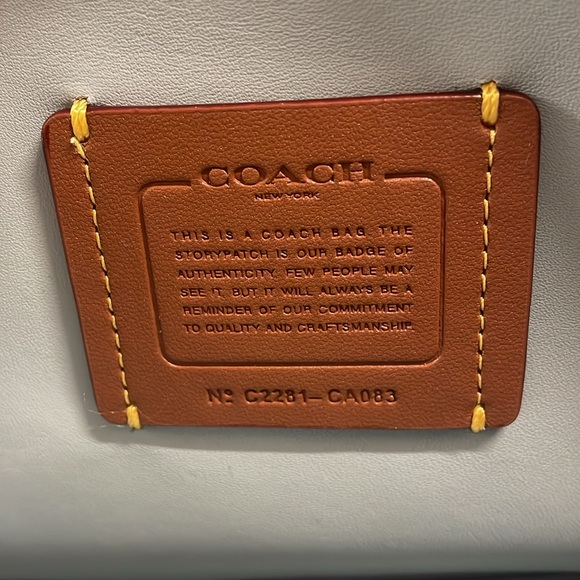 COACH
NEW YORK
THIS IS A COACH BAG. THE
STORYPATCH IS OUR BADGE OF
AUTHENTICITY. FEW PEOPLE MAY
SEE IT. BUT IT WILL ALWAYS BE A
REMINDER OF OUR COMMITMENT
TO QUALITY AND CRAFTSMANSHIP.
Nº C2281-CA083